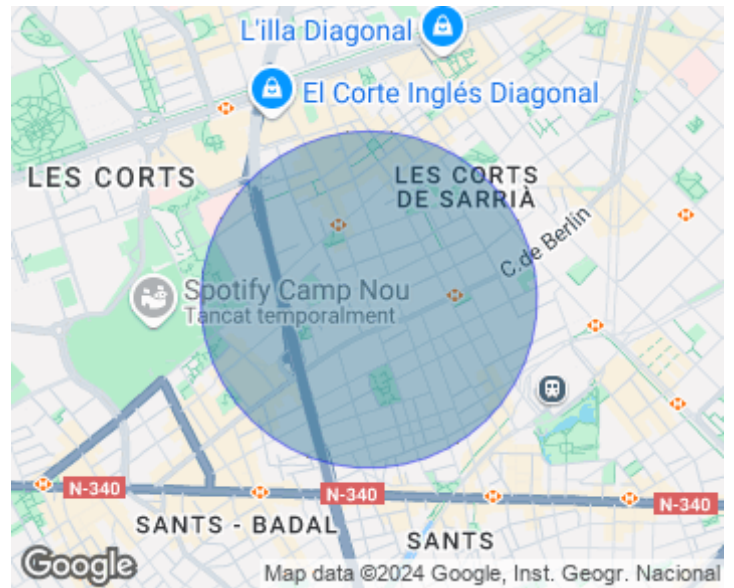 L'illa Diagonal
El Corte Inglés Diagonal
LES CORTS
LES CORTS
DE SARRIÀ
C. de Berlín
Spotify Camp Nou
Tancat temporalment
N-340
N-340
N-340
SANTS - BADAL
SANTS
Google
Map data ©2024 Google, Inst. Geogr. Nacional